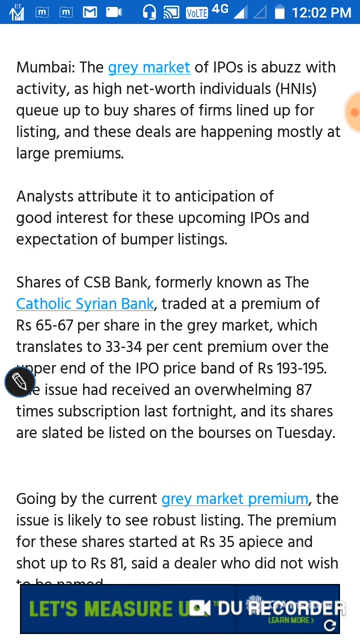 4G 12:02 PM
Mumbai: The grey market of IPOs is abuzz with
activity, as high net-worth individuals (HNIs)
queue up to buy shares of firms lined up for
listing, and these deals are happening mostly at
large premiums.
Analysts attribute it to anticipation of
good interest for these upcoming IPOs and
expectation of bumper listings.
Shares of CSB Bank, formerly known as The
Catholic Syrian Bank, traded at a premium of
Rs 65-67 per share in the grey market, which
translates to 33-34 per cent premium over the
upper end of the IPO price band of Rs 193-195.
issue had received an overwhelming 87
times subscription last fortnight, and its shares
are slated be listed on the bourses on Tuesday.
Going by the current grey market premium, the
issue is likely to see robust listing. The premium
for these shares started at Rs 35 apiece and
shot up to Rs 81, said a dealer who did not wish
to be named
LET'S MEASURE DU RECORDER
LEARN MORE >